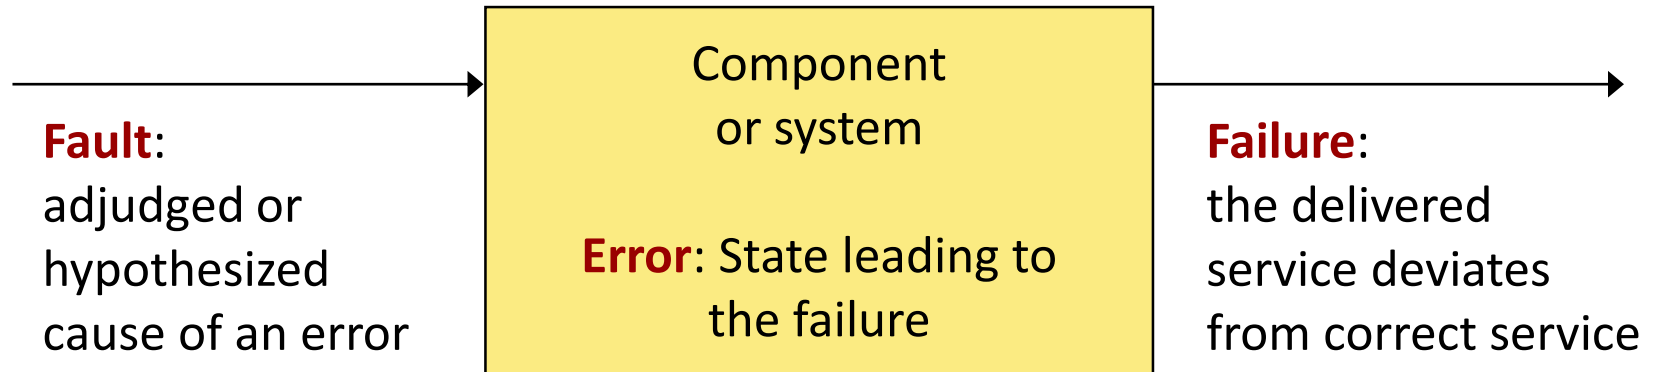 Fault:
adjudged or
hypothesized
cause of an error
Component
or system
Error: State leading to
the failure
Failure:
the delivered
service deviates
from correct service